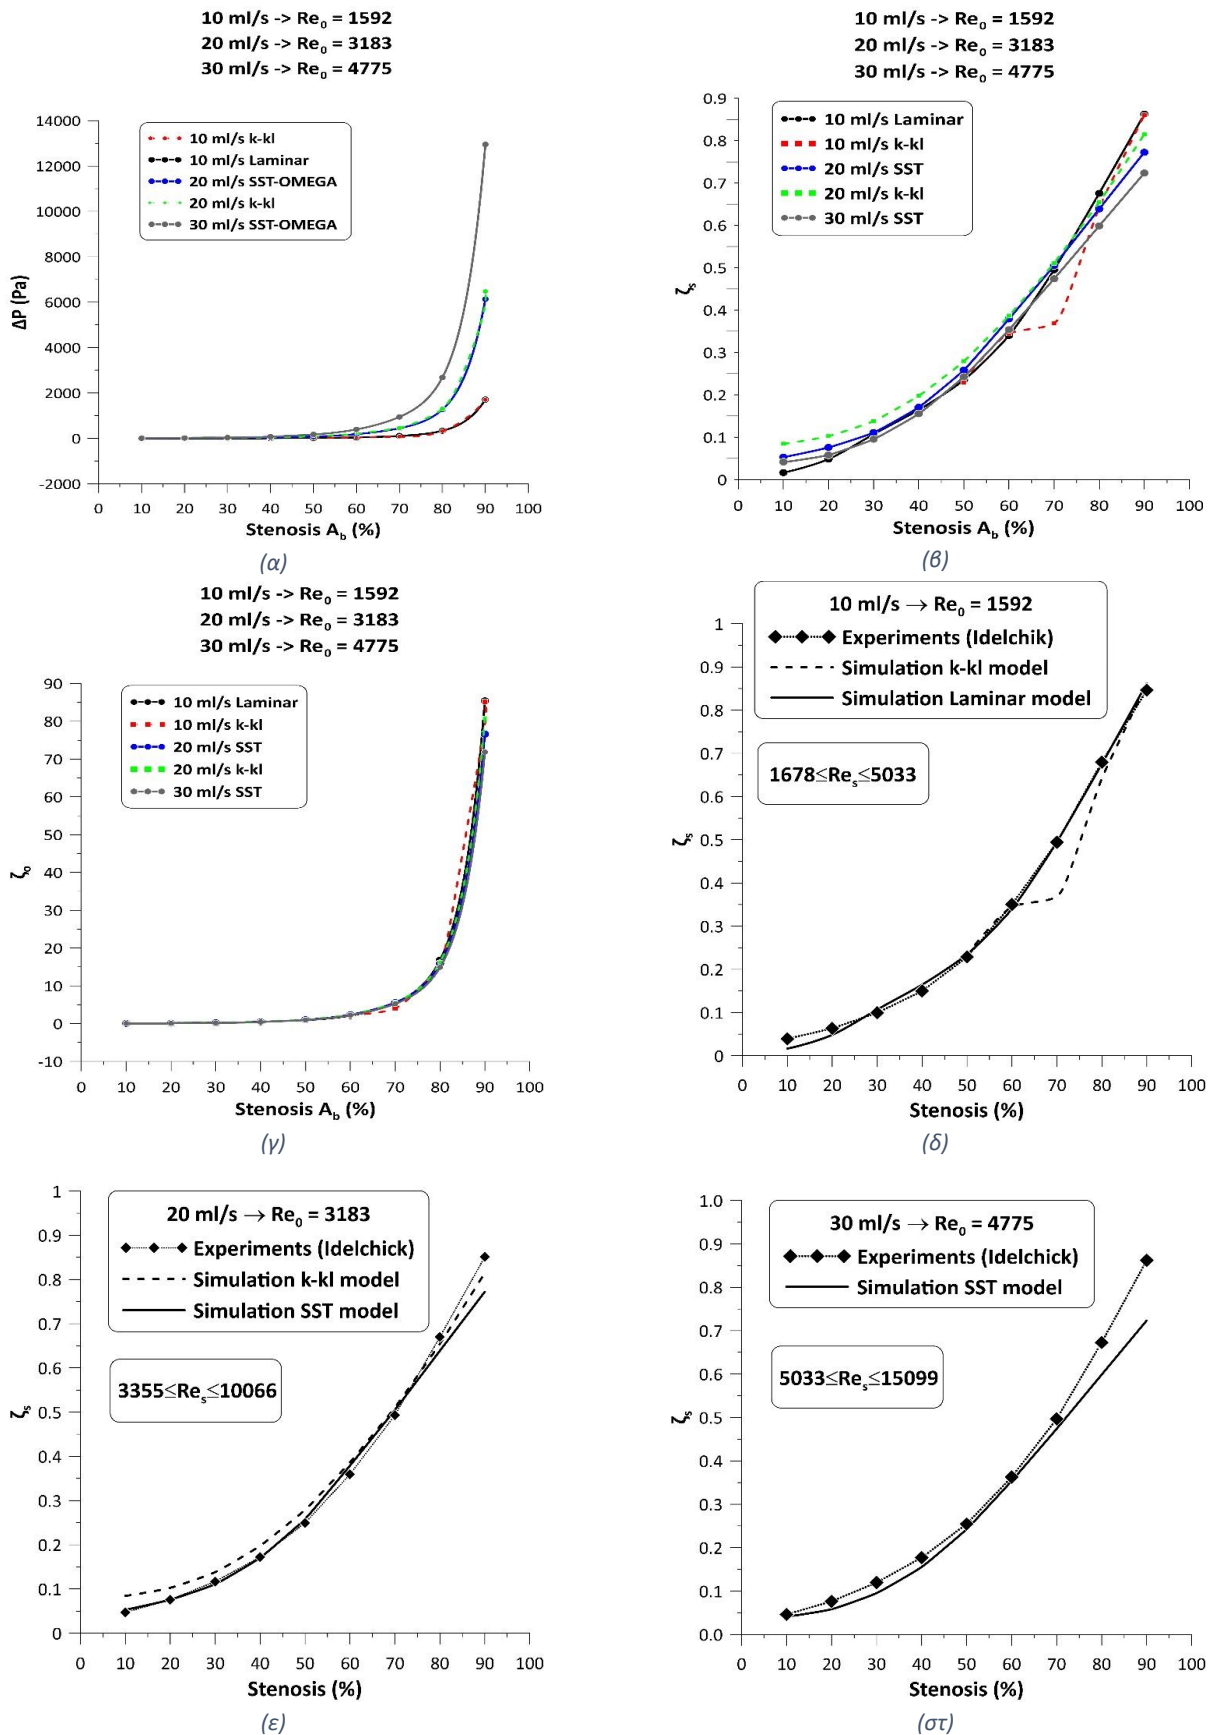 10 ml/s -> Re0 = 1592
20 ml/s -> Re0 = 3183
30 ml/s -> Re0 = 4775
14000
12000
10000
8000
6000
4000
2000
0
-2000
ΔP (Pa)
10 ml/s k-kl
10 ml/s Laminar
20 ml/s SST-OMEGA
20 ml/s k-kl
30 ml/s SST-OMEGA
0 10 20 30 40 50 60 70 80 90 100
Stenosis Ab (%)
(α)
10 ml/s -> Re0 = 1592
20 ml/s -> Re0 = 3183
30 ml/s -> Re0 = 4775
0.9
0.8
0.7
0.6
0.5
0.4
0.3
0.2
0.1
0
ζs
10 ml/s Laminar
10 ml/s k-kl
20 ml/s SST
20 ml/s k-kl
30 ml/s SST
0 10 20 30 40 50 60 70 80 90 100
Stenosis Ab (%)
(β)
10 ml/s -> Re0 = 1592
20 ml/s -> Re0 = 3183
30 ml/s -> Re0 = 4775
90
80
70
60
50
40
30
20
10
0
-10
ζ0
10 ml/s Laminar
10 ml/s k-kl
20 ml/s SST
20 ml/s k-kl
30 ml/s SST
0 10 20 30 40 50 60 70 80 90 100
Stenosis Ab (%)
(γ)
1
0.9
0.8
0.7
0.6
0.5
0.4
0.3
0.2
0.1
0
ζs
10 ml/s → Re0 = 1592
Experiments (Idelchik)
Simulation k-kl model
Simulation Laminar model
1678≤Res≤5033
0 10 20 30 40 50 60 70 80 90 100
Stenosis (%)
(δ)
1
0.9
0.8
0.7
0.6
0.5
0.4
0.3
0.2
0.1
0
ζs
20 ml/s → Re0 = 3183
Experiments (Idelchick)
Simulation k-kl model
Simulation SST model
3355≤Res≤10066
0 10 20 30 40 50 60 70 80 90 100
Stenosis (%)
(ε)
1.0
0.9
0.8
0.7
0.6
0.5
0.4
0.3
0.2
0.1
0.0
ζs
30 ml/s → Re0 = 4775
Experiments (Idelchick)
Simulation SST model
5033≤Res≤15099
0 10 20 30 40 50 60 70 80 90 100
Stenosis (%)
(στ)